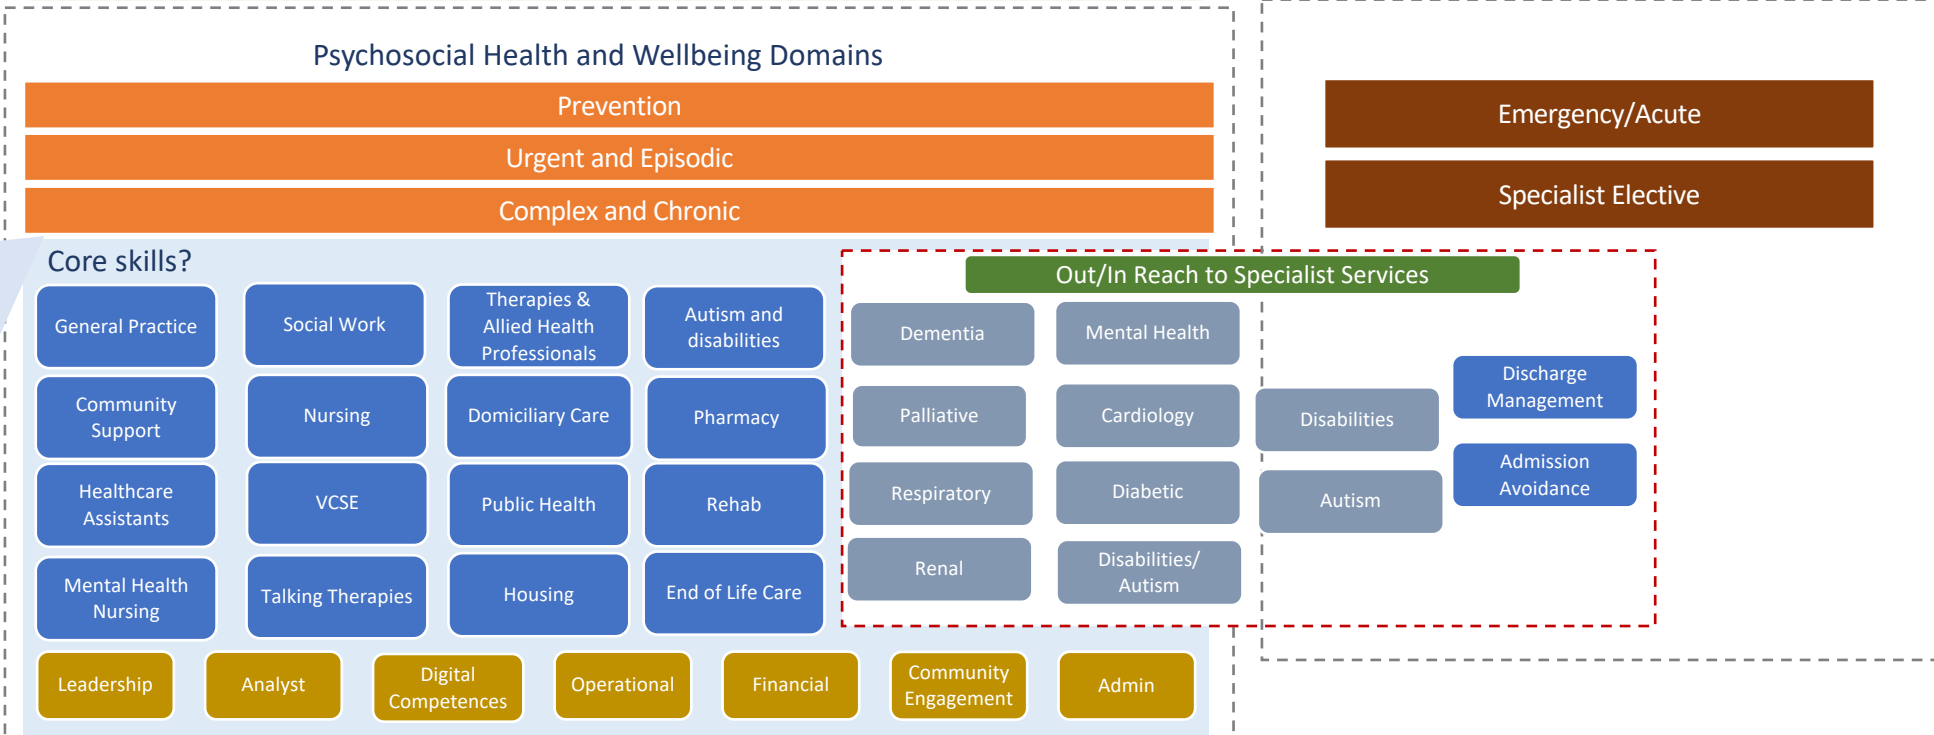 Psychosocial Health and Wellbeing Domains
Prevention
Urgent and Episodic
Complex and Chronic
Emergency/Acute
Specialist Elective
Core skills?
General Practice
Social Work
Therapies &
Allied Health
Professionals
Autism and
disabilities
Community
Support
Nursing
Domiciliary Care
Pharmacy
Healthcare
Assistants
VCSE
Public Health
Rehab
Mental Health
Nursing
Talking Therapies
Housing
End of Life Care
Out/In Reach to Specialist Services
Dementia
Mental Health
Palliative
Cardiology
Disabilities
Discharge
Management
Respiratory
Diabetic
Autism
Admission
Avoidance
Renal
Disabilities/
Autism
Leadership
Analyst
Digital
Competences
Operational
Financial
Community
Engagement
Admin